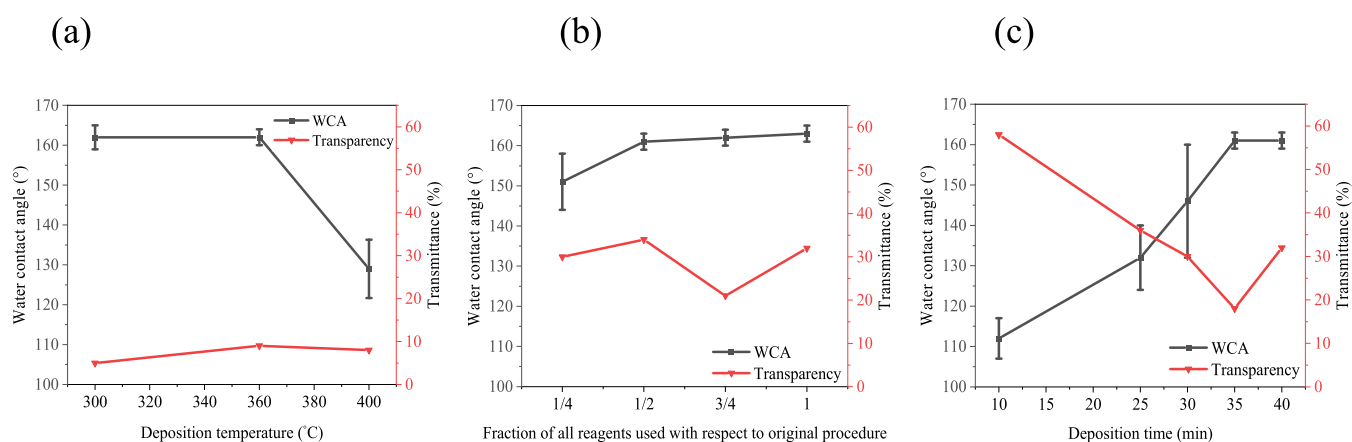 (a)
(b)
(c)
170
160
150
140
130
120
110
100
Water contact angle (°)
60
50
40
30
20
10
0
Transmittance (%)
WCA
Transparency
300 320 340 360 380 400
Deposition temperature (°C)
170
160
150
140
130
120
110
100
Water contact angle (°)
60
50
40
30
20
10
0
Transmittance (%)
WCA
Transparency
1/4 1/2 3/4 1
Fraction of all reagents used with respect to original procedure
170
160
150
140
130
120
110
100
Water contact angle (°)
60
50
40
30
20
10
0
Transmittance (%)
WCA
Transparency
10 15 20 25 30 35 40
Deposition time (min)